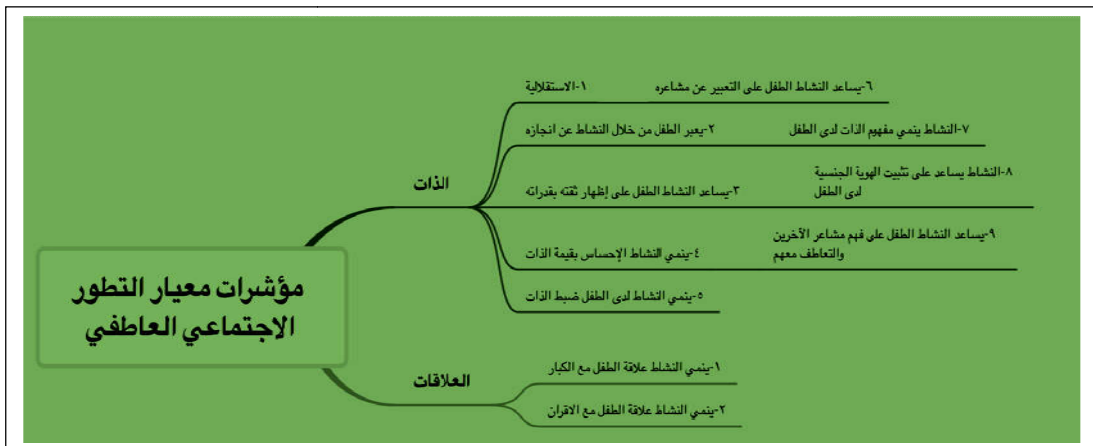 مؤشرات معيار التطور
الاجتماعي العاطفي
الذات
١-الاستقلالية
٦-يساعد النشاط الطفل على التعبير عن مشاعره
٢-يعبر الطفل من خلال النشاط عن انجازه
٧-النشاط ينمي مفهوم الذات لدى الطفل
٣-يساعد النشاط الطفل على إظهار ثقته بقدراته
٨-النشاط يساعد على تثبيت الهوية الجنسية
لدى الطفل
٤-ينمي النشاط الإحساس بقيمة الذات
٩-يساعد النشاط الطفل على فهم مشاعر الآخرين
والتعاطف معهم
٥-ينمي النشاط لدى الطفل ضبط الذات
العلاقات
١-ينمي النشاط علاقة الطفل مع الكبار
٢-ينمي النشاط علاقة الطفل مع الاقران